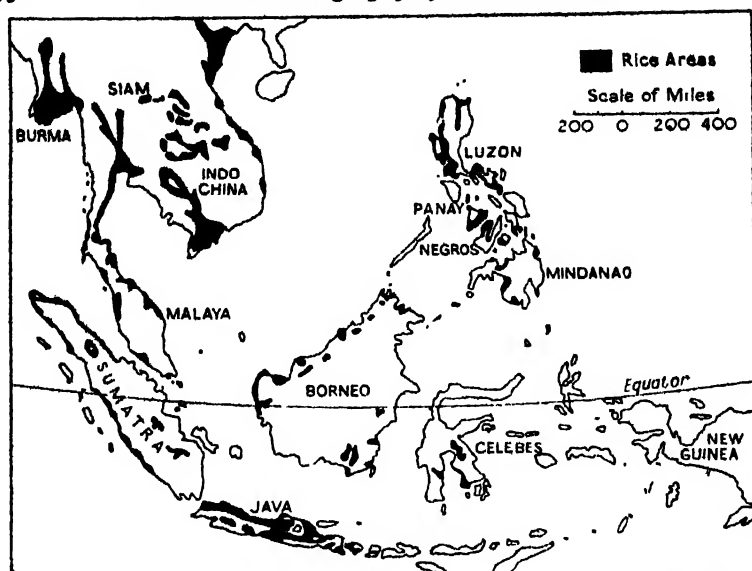 Rice Areas
Scale of Miles
200 0 200 400
SIAM
BURMA
INDO
CHINA
LUZON
PANAY
NEGROS
MINDANAO
MALAYA
SUMATRA
BORNEO
Equator
CELEBES
NEW
GUINEA
JAVA